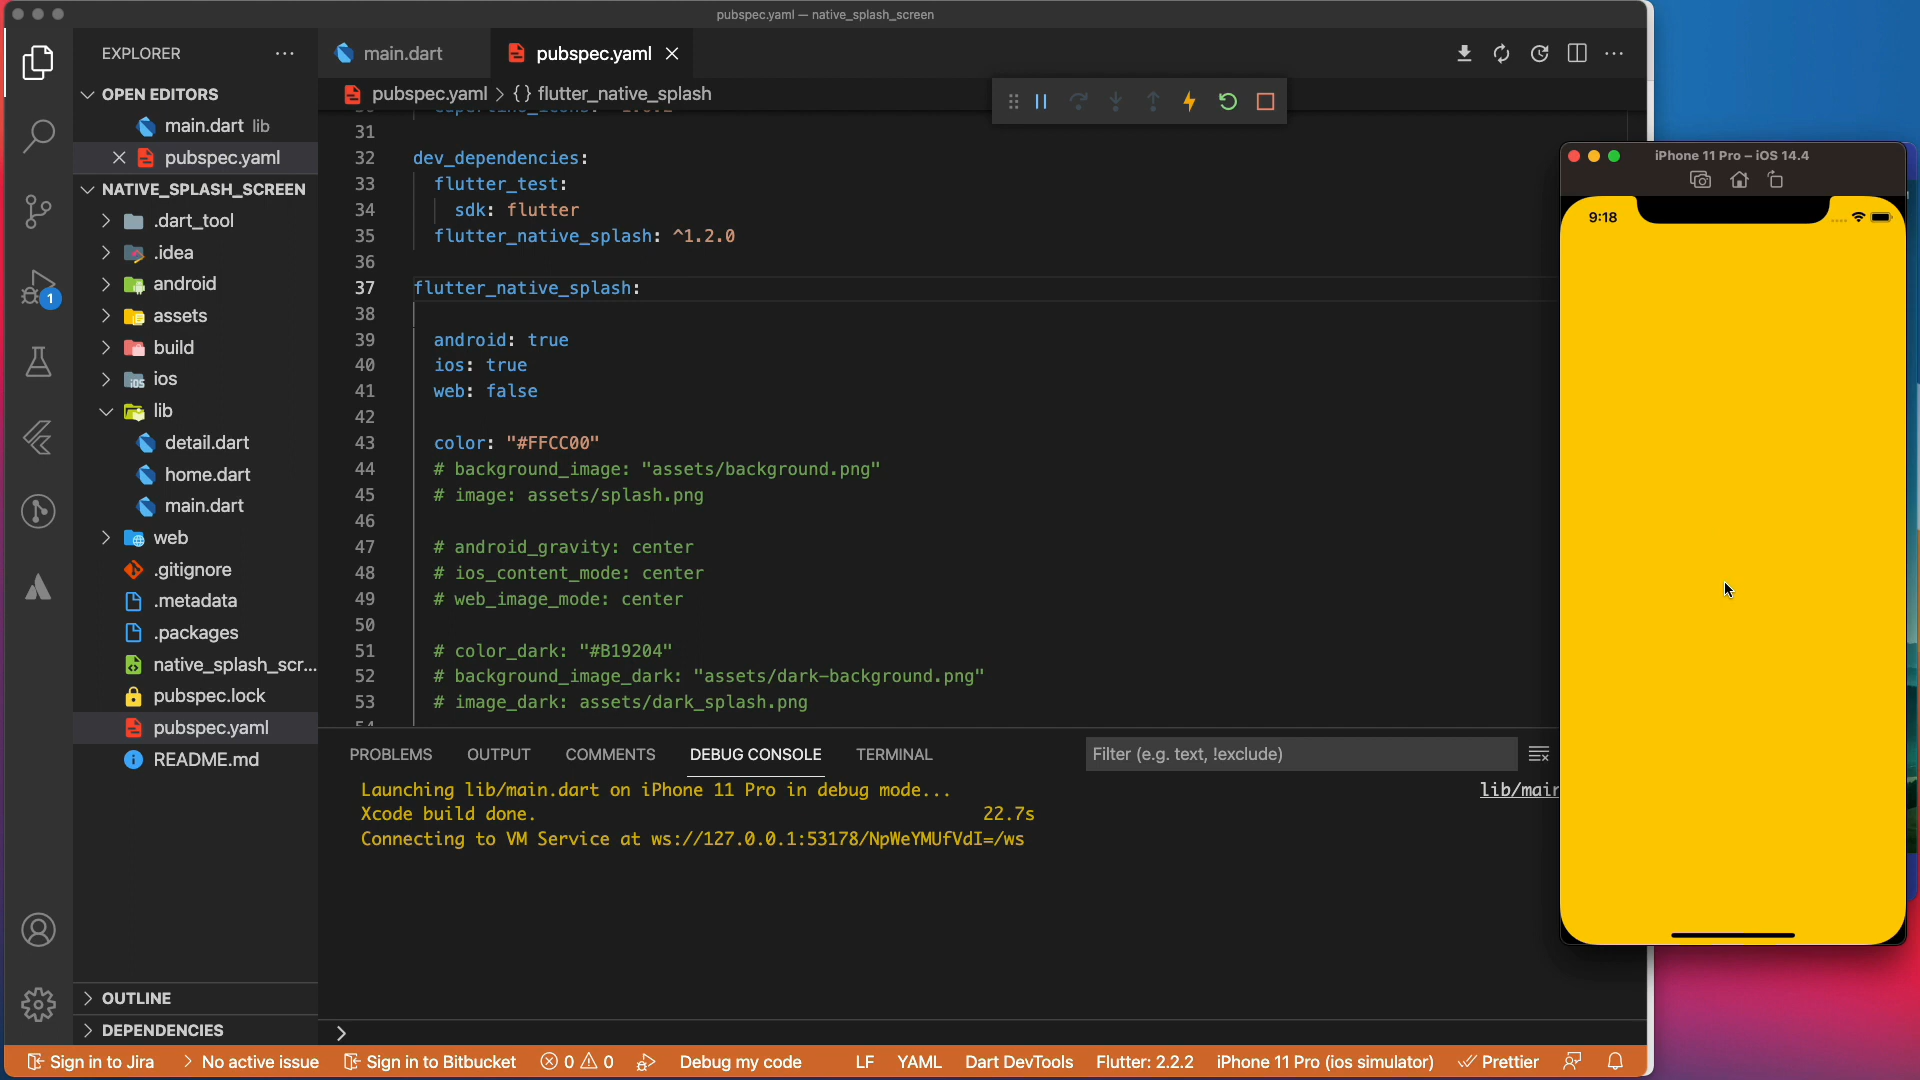 pubspec.yaml — native_splash_screen
EXPLORER
main.dart
pubspec.yaml
OPEN EDITORS
pubspec.yaml > {} flutter_native_splash
main.dart lib
pubspec.yaml
NATIVE_SPLASH_SCREEN
.dart_tool
.idea
android
assets
build
ios
lib
detail.dart
home.dart
main.dart
web
.gitignore
.metadata
.packages
native_splash_scr...
pubspec.lock
pubspec.yaml
README.md
OUTLINE
DEPENDENCIES
1
31
32 dev_dependencies:
33 flutter_test:
34 sdk: flutter
35 flutter_native_splash: ^1.2.0
36
37 flutter_native_splash:
38
39 android: true
40 ios: true
41 web: false
42
43 color: "#FFCC00"
44 # background_image: "assets/background.png"
45 # image: assets/splash.png
46
47 # android_gravity: center
48 # ios_content_mode: center
49 # web_image_mode: center
50
51 # color_dark: "#B19204"
52 # background_image_dark: "assets/dark-background.png"
53 # image_dark: assets/dark_splash.png
54
PROBLEMS OUTPUT COMMENTS DEBUG CONSOLE TERMINAL Filter (e.g. text, !exclude)
Launching lib/main.dart on iPhone 11 Pro in debug mode... lib/main
Xcode build done. 22.7s
Connecting to VM Service at ws://127.0.0.1:53178/NpWeYMUfVdI=/ws
iPhone 11 Pro – iOS 14.4
9:18
Sign in to Jira No active issue Sign in to Bitbucket 0 0 Debug my code LF YAML Dart DevTools Flutter: 2.2.2 iPhone 11 Pro (ios simulator) Prettier